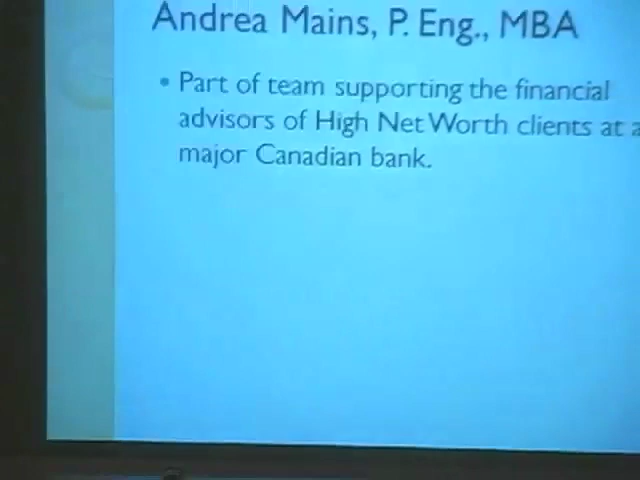 Andrea Mains, P. Eng., MBA
• Part of team supporting the financial
advisors of High Net Worth clients at a
major Canadian bank.